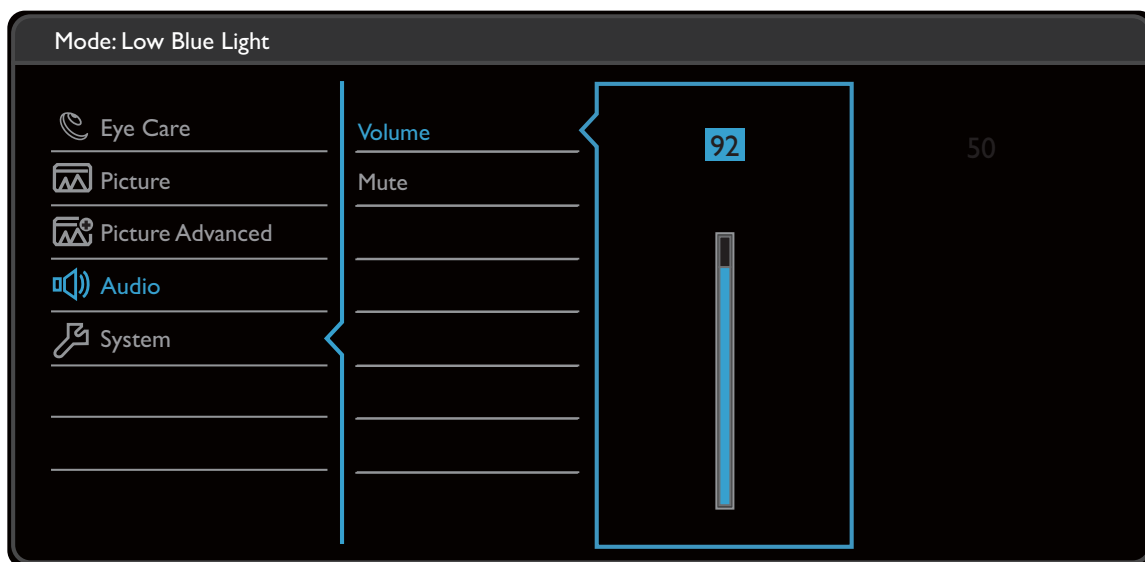 Mode: Low Blue Light
Eye Care
Picture
Picture Advanced
Audio
System
Volume
Mute
92
50